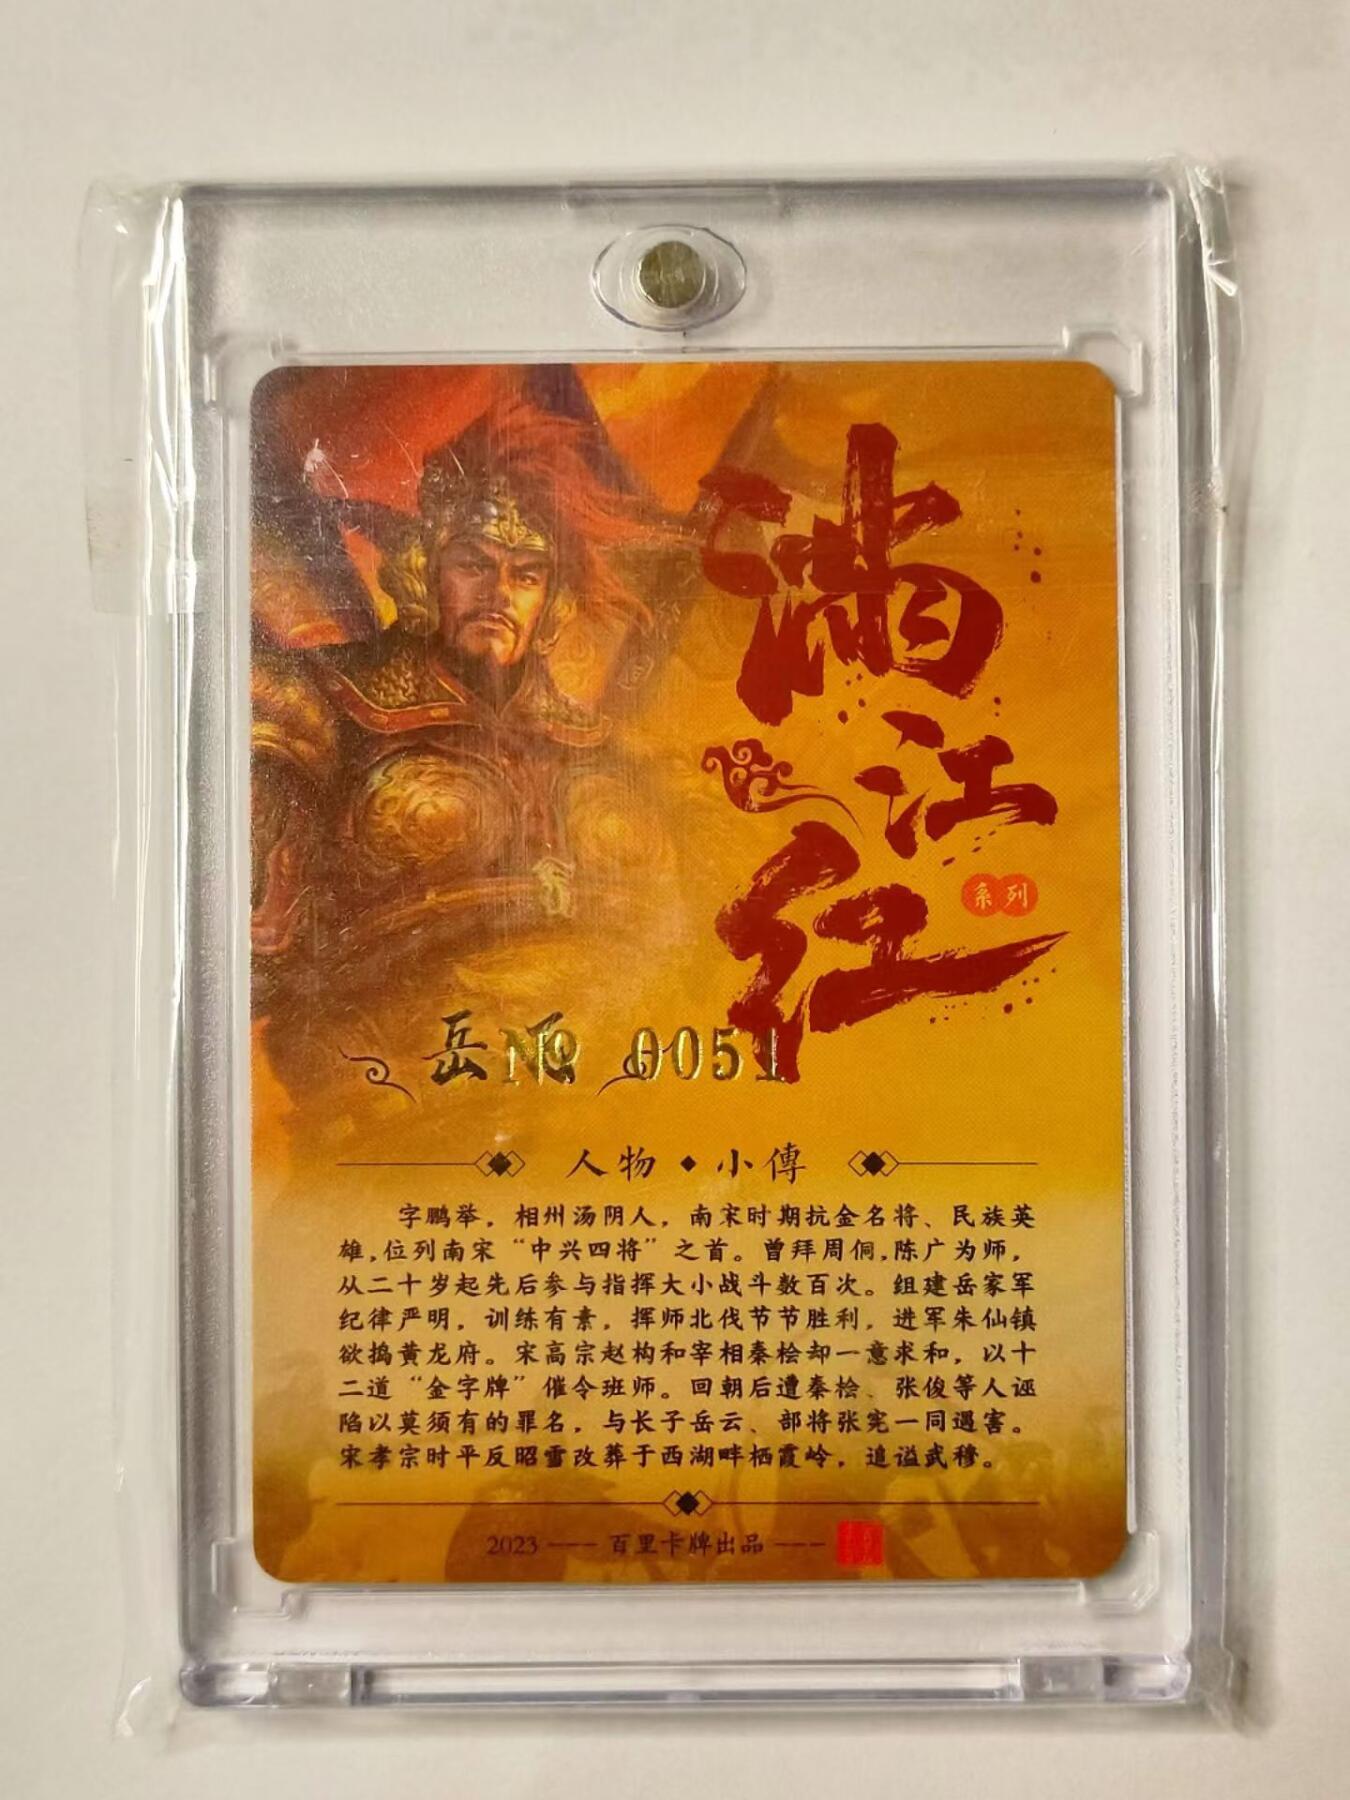 满江红
系列
岳 № 0051
人物·小傳
字鹏举，相州汤阴人，南宋时期抗金名将、民族英
雄，位列南宋“中兴四将”之首。曾拜周侗，陈广为师，
从二十岁起先后参与指挥大小战斗数百次。组建岳家军
纪律严明，训练有素，挥师北伐节节胜利，进军朱仙镇
欲捣黄龙府。宋高宗赵构和宰相秦桧却一意求和，以十
二道“金字牌”催令班师。回朝后遭秦桧、张俊等人诬
陷以莫须有的罪名，与长子岳云、部将张宪一同遇害。
宋孝宗时平反昭雪改葬于西湖畔栖霞岭，追谥武穆。
2023 ——— 百里卡牌出品 ———